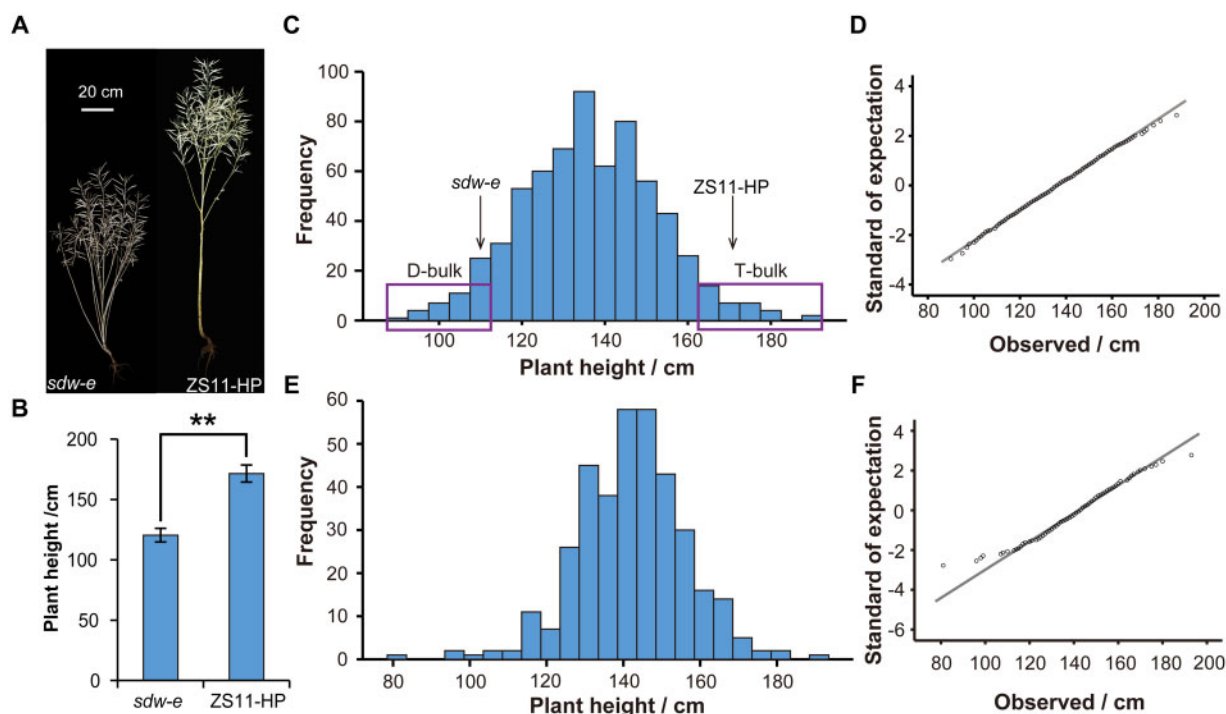 A
20 cm
sdw-e
ZS11-HP
B
**
Plant height /cm
200
150
100
50
0
sdw-e
ZS11-HP
C
Frequency
100
80
60
40
20
0
sdw-e
ZS11-HP
D-bulk
T-bulk
100
120
140
160
180
Plant height / cm
D
Standard of expectation
4
2
0
-2
-4
80
100
120
140
160
180
200
Observed / cm
E
Frequency
60
50
40
30
20
10
0
80
100
120
140
160
180
Plant height / cm
F
Standard of expectation
4
2
0
-2
-4
-6
80
100
120
140
160
180
200
Observed / cm